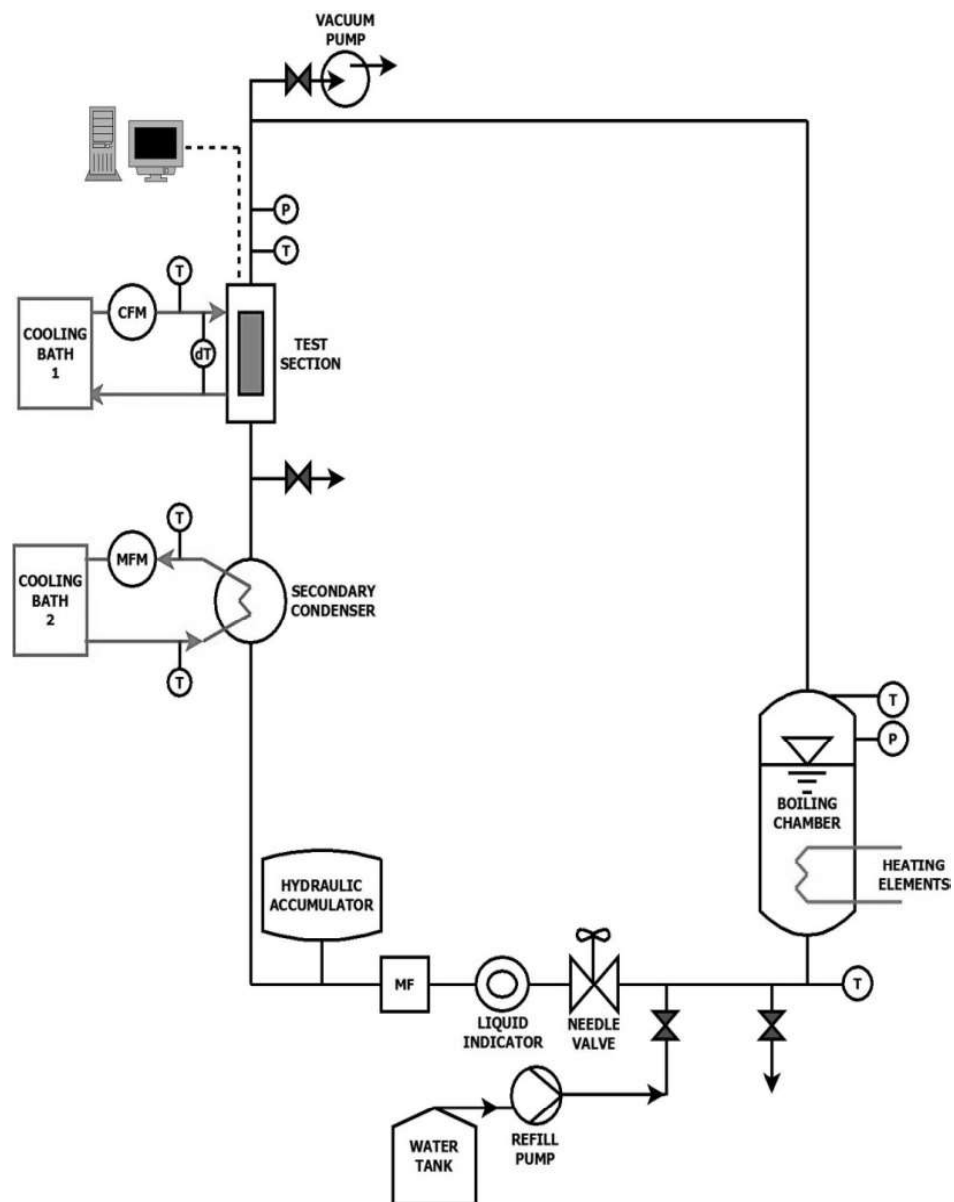 VACUUM
PUMP
P
T
T
CFM
COOLING
BATH
1
dT
TEST
SECTION
T
MFM
COOLING
BATH
2
SECONDARY
CONDENSER
T
T
P
BOILING
CHAMBER
HEATING
ELEMENTS
HYDRAULIC
ACCUMULATOR
MF
T
LIQUID
INDICATOR
NEEDLE
VALVE
WATER
TANK
REFILL
PUMP